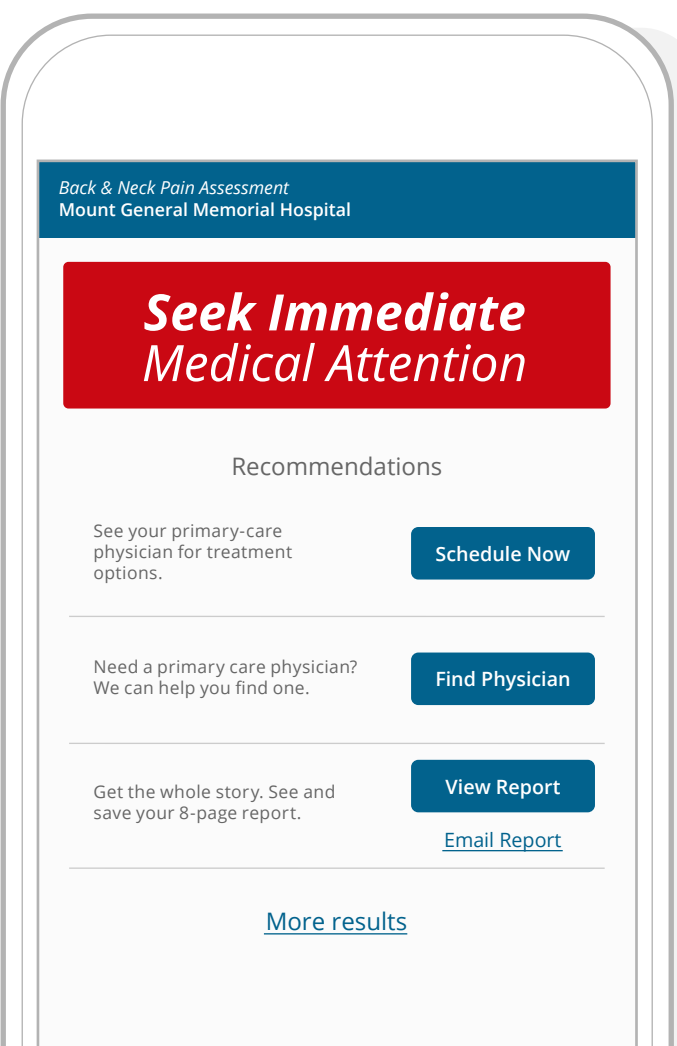 Back & Neck Pain Assessment
Mount General Memorial Hospital
Seek Immediate
Medical Attention
Recommendations
See your primary-care
physician for treatment
options.
Schedule Now
Need a primary care physician?
We can help you find one.
Find Physician
Get the whole story. See and
save your 8-page report.
View Report
Email Report
More results